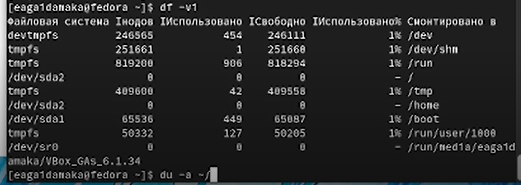 [eaga1damaka@fedora ~]$ df -vi
Файловая система Iнодов IИспользовано IСвободно IИспользовано% Смонтировано в
devtmpfs 246565 454 246111 1% /dev
tmpfs 251661 1 251660 1% /dev/shm
tmpfs 819200 906 818294 1% /run
/dev/sda2 0 0 0 - /
tmpfs 409600 42 409558 1% /tmp
/dev/sda2 0 0 0 - /home
/dev/sda1 65536 449 65087 1% /boot
tmpfs 50332 127 50205 1% /run/user/1000
/dev/sr0 0 0 0 - /run/media/eaga1d
amaka/VBox_GAs_6.1.34
[eaga1damaka@fedora ~]$ du -a ~/